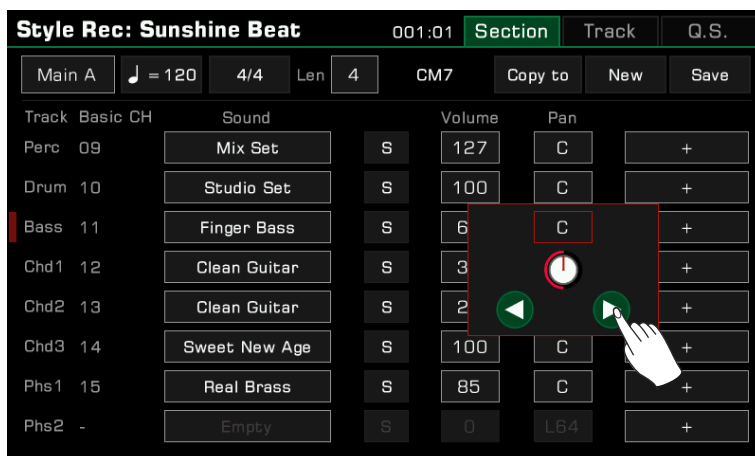 Style Rec: Sunshine Beat 001:01 Section Track Q.S.
Main A = 120 4/4 Len 4 CM7 Copy to New Save
Track Basic CH Sound Volume Pan
Perc 09 Mix Set S 127 C +
Drum 10 Studio Set S 100 C +
Bass 11 Finger Bass S 6 C +
Chd1 12 Clean Guitar S 3 +
Chd2 13 Clean Guitar S 2 +
Chd3 14 Sweet New Age S 100 C +
Phs1 15 Real Brass S 85 C +
Phs2 - Empty S 0 L64 +